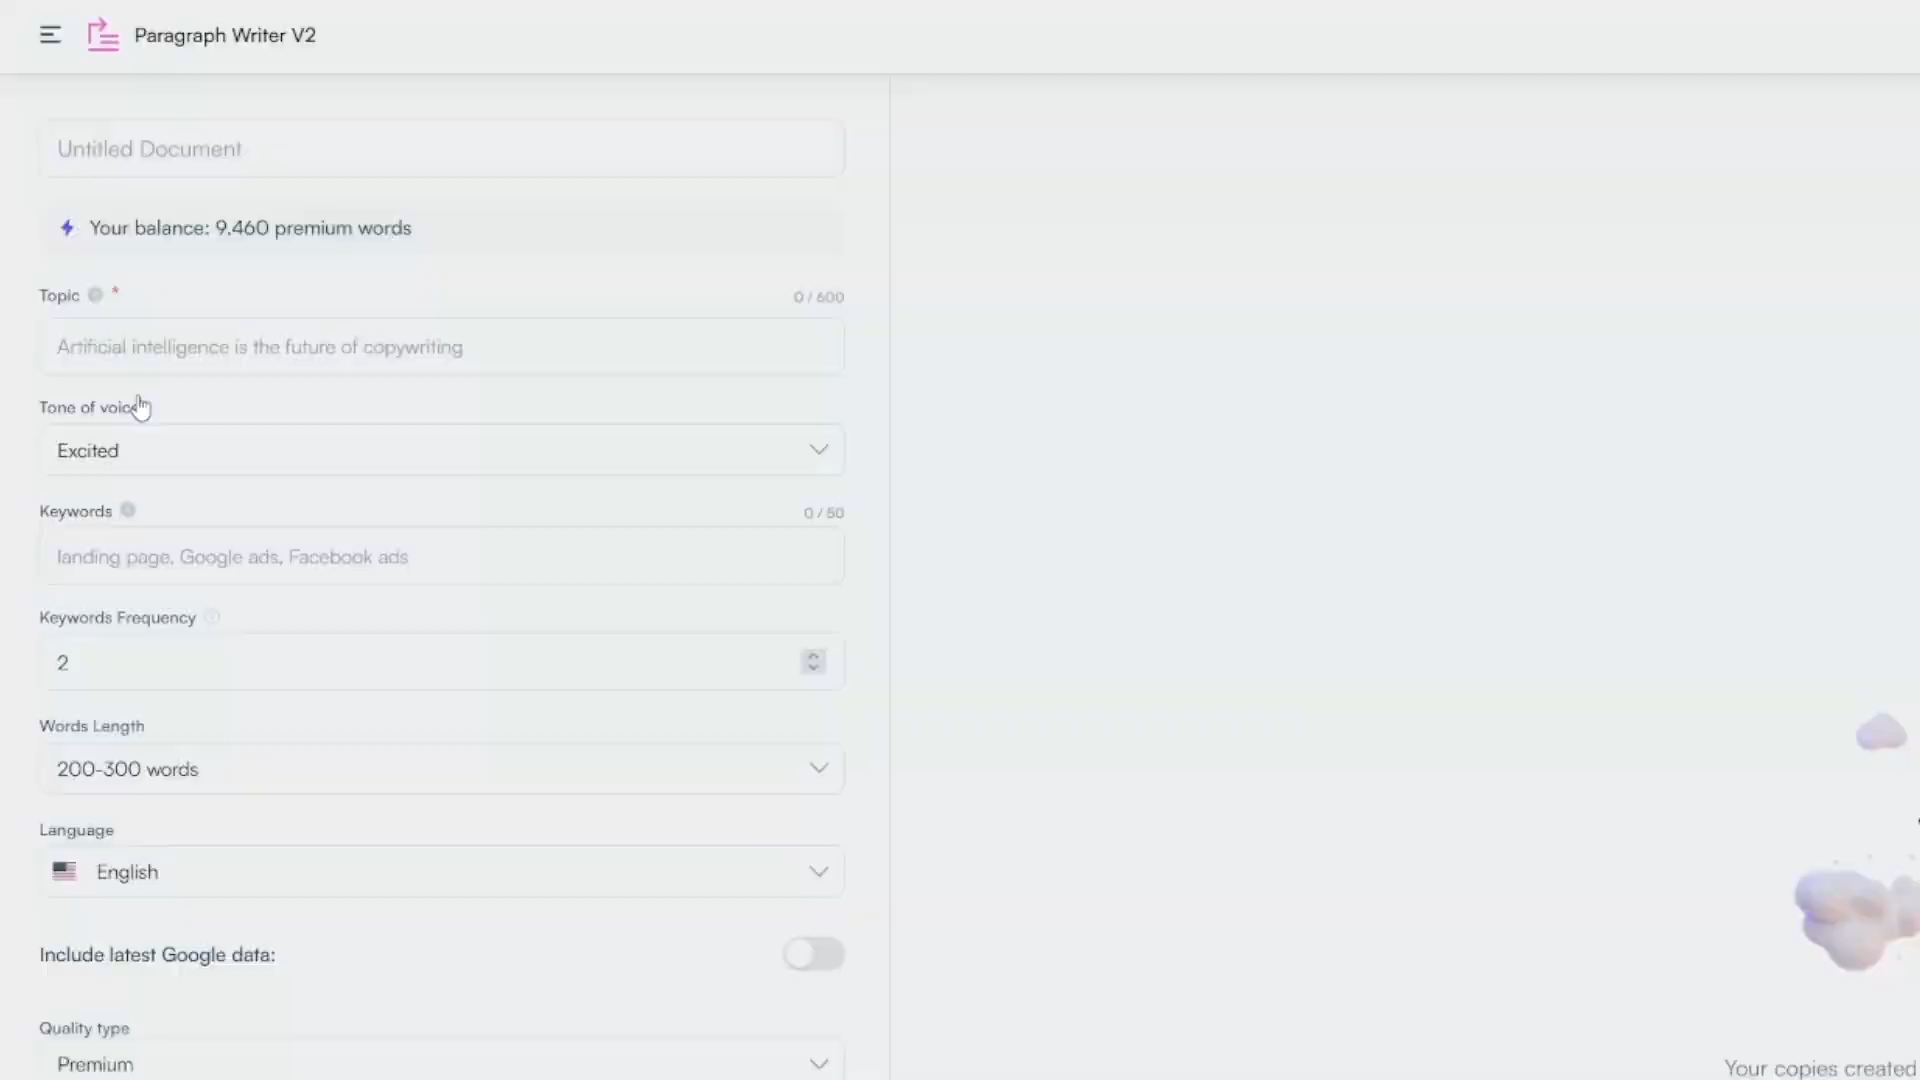 Paragraph Writer V2
Untitled Document
Your balance: 9,460 premium words
Topic * 0 / 600
Artificial intelligence is the future of copywriting
Tone of voice
Excited
Keywords 0 / 50
landing page, Google ads, Facebook ads
Keywords Frequency
2
Words Length
200-300 words
Language
English
Include latest Google data:
Quality type
Premium
Your copies created